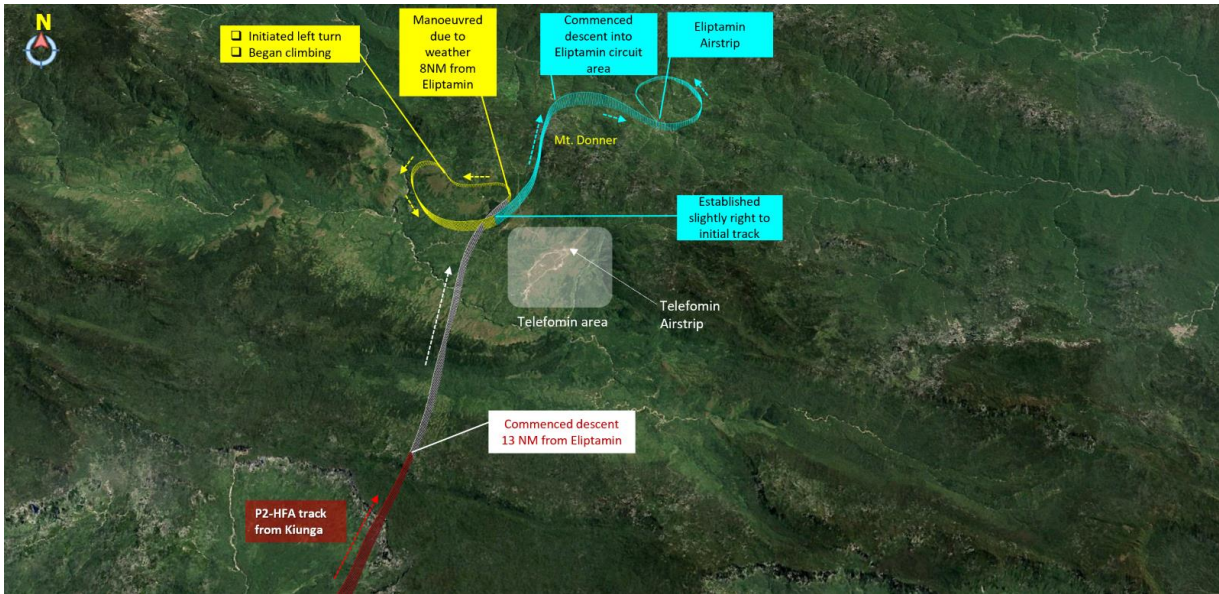 N
Initiated left turn
Began climbing
Manoeuvred
due to
weather
8NM from
Eliptamin
Commenced
descent into
Eliptamin circuit
area
Eliptamin
Airstrip
Mt. Donner
Established
slightly right to
initial track
Telefomin area
Telefomin
Airstrip
Commenced descent
13 NM from Eliptamin
P2-HFA track
from Kiunga